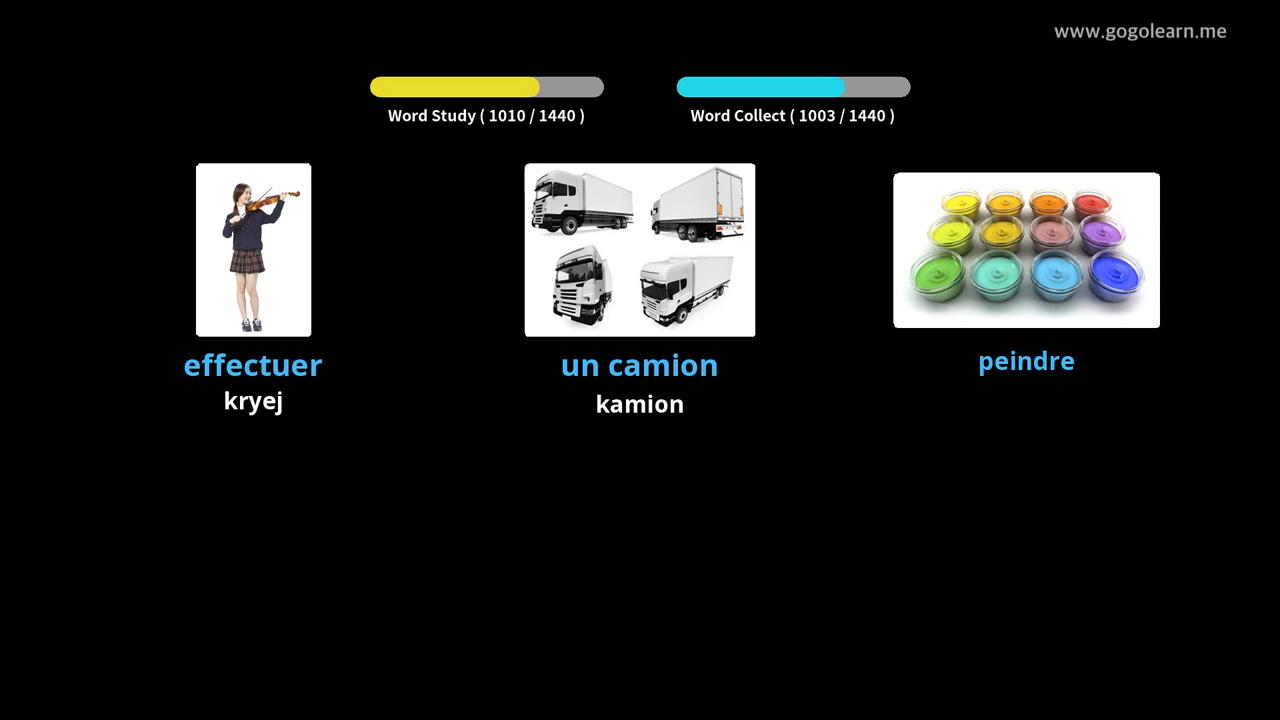 www.gogolearn.me
Word Study ( 1010 / 1440 )
Word Collect ( 1003 / 1440 )
effectuer
kryej
un camion
kamion
peindre